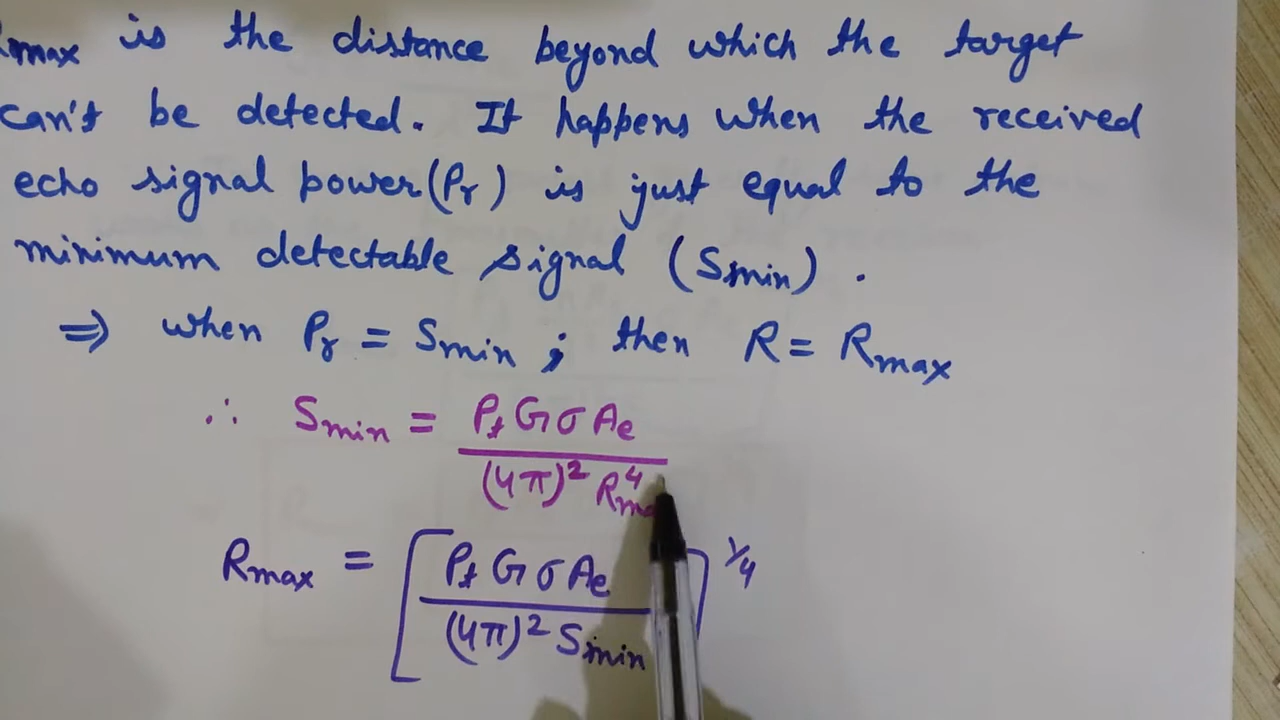 Rmax is the distance beyond which the target
can't be detected. It happens when the received
echo signal power (Pr) is just equal to the
minimum detectable signal (Smin).
⇒ when Pr = Smin ; then R = Rmax
∴ Smin = Pt G σ Ae / (4π)² R⁴max
Rmax = [Pt G σ Ae / (4π)² Smin]^1/4